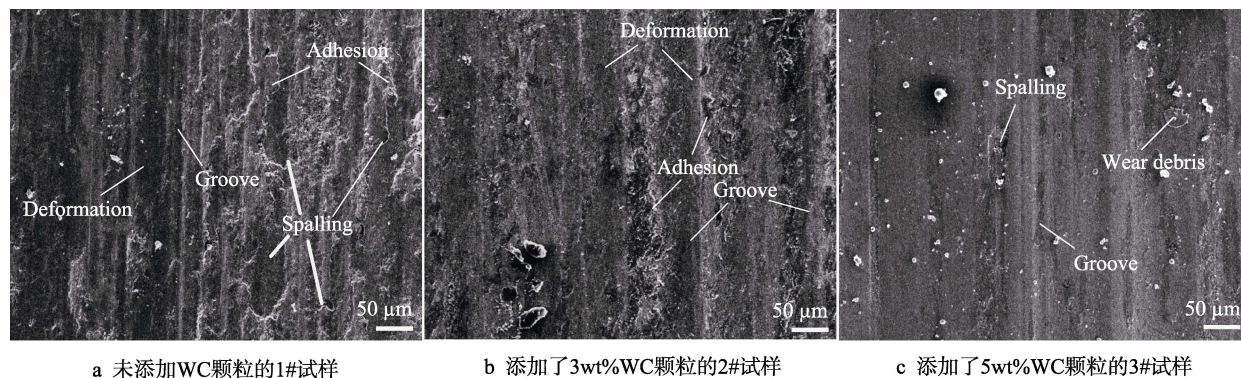 Adhesion
Groove
Deformation
Spalling
50 µm
Deformation
Adhesion
Groove
50 µm
Spalling
Wear debris
Groove
50 µm
a 未添加WC颗粒的1#试样
b 添加了3wt%WC颗粒的2#试样
c 添加了5wt%WC颗粒的3#试样